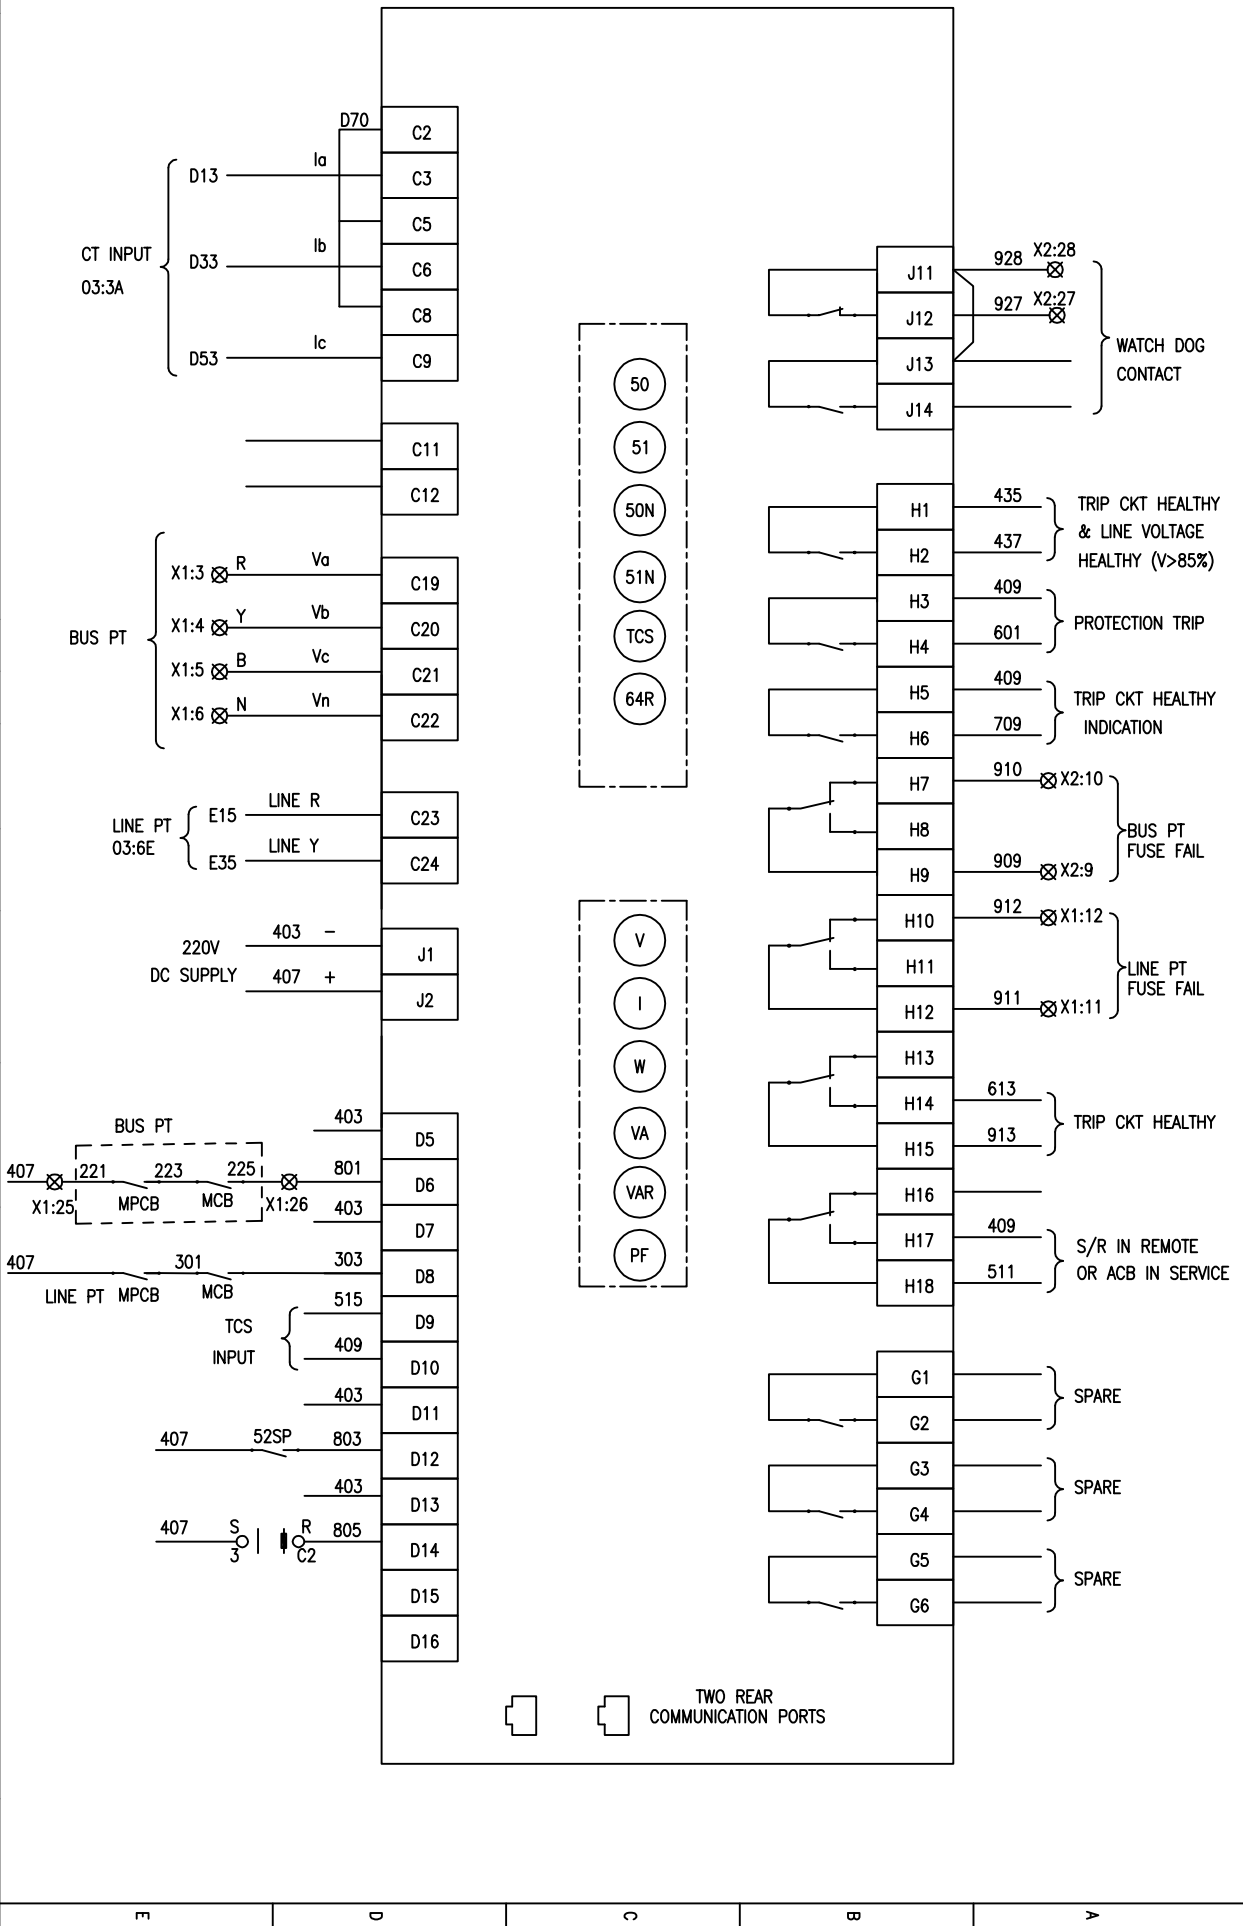 D70
C2
D13
Ia
C3
C5
CT INPUT
03:3A
D33
Ib
C6
C8
D53
Ic
C9
C11
C12
BUS PT
X1:3
R
Va
C19
X1:4
Y
Vb
C20
X1:5
B
Vc
C21
X1:6
N
Vn
C22
LINE PT
03:6E
E15
LINE R
C23
E35
LINE Y
C24
220V
DC SUPPLY
403 -
J1
407 +
J2
403
D5
BUS PT
407
X1:25
221
MPCB
223
MCB
225
X1:26
801
D6
403
D7
407
LINE PT
MPCB
301
MCB
303
D8
TCS
INPUT
515
D9
409
D10
403
D11
407
52SP
803
D12
403
D13
407
S
3
R
C2
805
D14
D15
D16
50
51
50N
51N
TCS
64R
V
I
W
VA
VAR
PF
J11
928
X2:28
J12
927
X2:27
J13
J14
WATCH DOG
CONTACT
H1
435
H2
437
TRIP CKT HEALTHY
& LINE VOLTAGE
HEALTHY (V>85%)
H3
409
H4
601
PROTECTION TRIP
H5
409
H6
709
TRIP CKT HEALTHY
INDICATION
H7
910
X2:10
H8
H9
909
X2:9
BUS PT
FUSE FAIL
H10
912
X1:12
H11
H12
911
X1:11
LINE PT
FUSE FAIL
H13
H14
613
H15
913
TRIP CKT HEALTHY
H16
H17
409
H18
511
S/R IN REMOTE
OR ACB IN SERVICE
G1
G2
SPARE
G3
G4
SPARE
G5
G6
SPARE
TWO REAR
COMMUNICATION PORTS
E
D
C
B
A